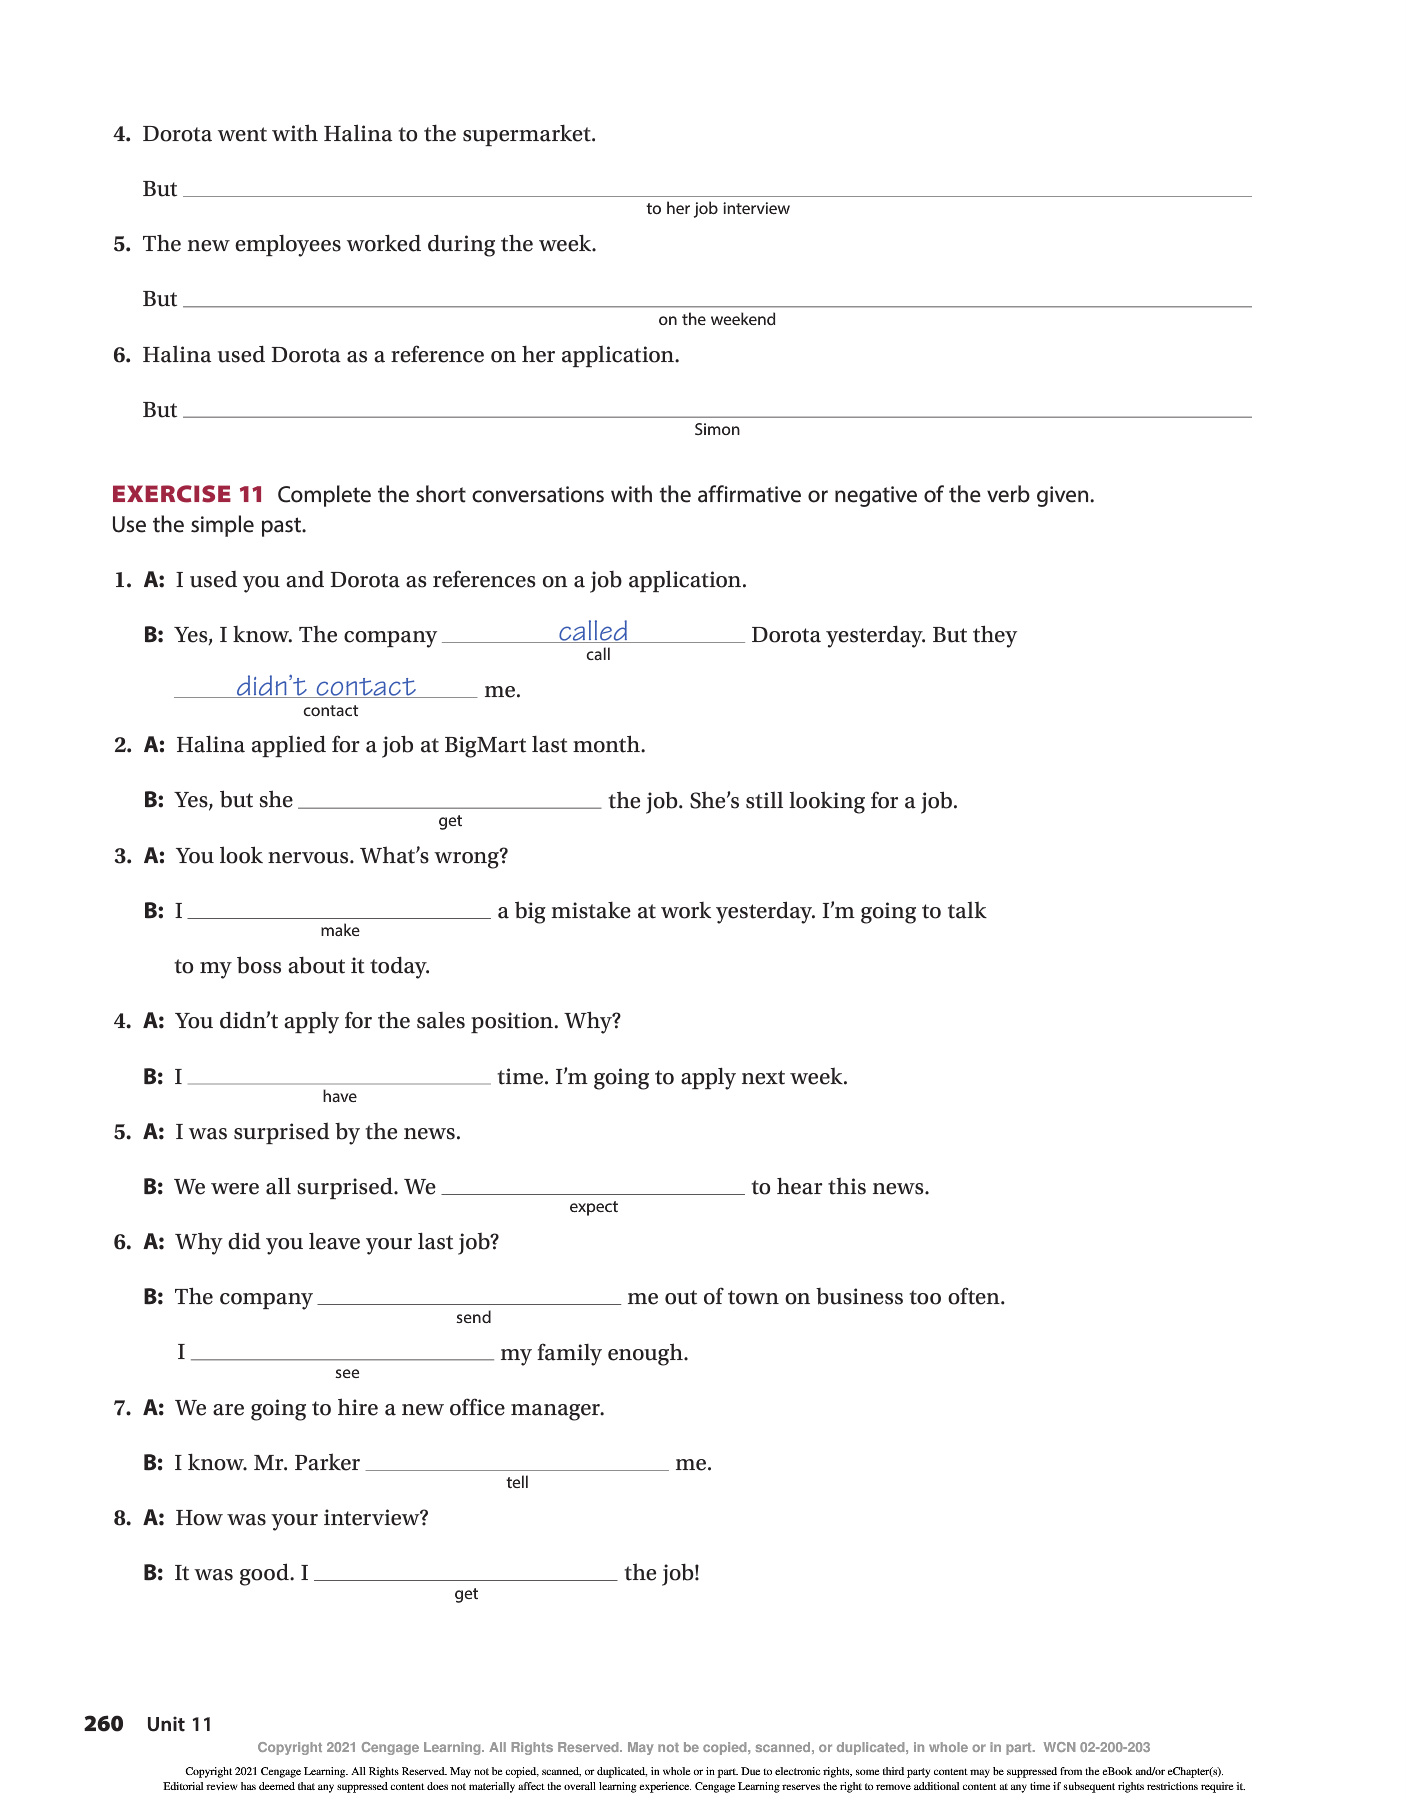 4. Dorota went with Halina to the supermarket.
But
to her job interview
5. The new employees worked during the week.
But
on the weekend
6. Halina used Dorota as a reference on her application.
But
Simon
EXERCISE 11 Complete the short conversations with the affirmative or negative of the verb given.
Use the simple past.
1. A: I used you and Dorota as references on a job application.
B: Yes, I know. The company called Dorota yesterday. But they
call
didn't contact me.
contact
2. A: Halina applied for a job at BigMart last month.
B: Yes, but she the job. She's still looking for a job.
get
3. A: You look nervous. What's wrong?
B: I a big mistake at work yesterday. I'm going to talk
make
to my boss about it today.
4. A: You didn't apply for the sales position. Why?
B: I time. I'm going to apply next week.
have
5. A: I was surprised by the news.
B: We were all surprised. We to hear this news.
expect
6. A: Why did you leave your last job?
B: The company me out of town on business too often.
send
I my family enough.
see
7. A: We are going to hire a new office manager.
B: I know. Mr. Parker me.
tell
8. A: How was your interview?
B: It was good. I the job!
get
260 Unit 11
Copyright 2021 Cengage Learning. All Rights Reserved. May not be copied, scanned, or duplicated, in whole or in part. WCN 02-200-203
Copyright 2021 Cengage Learning. All Rights Reserved. May not be copied, scanned, or duplicated, in whole or in part. Due to electronic rights, some third party content may be suppressed from the eBook and/or eChapter(s).
Editorial review has deemed that any suppressed content does not materially affect the overall learning experience. Cengage Learning reserves the right to remove additional content at any time if subsequent rights restrictions require it.